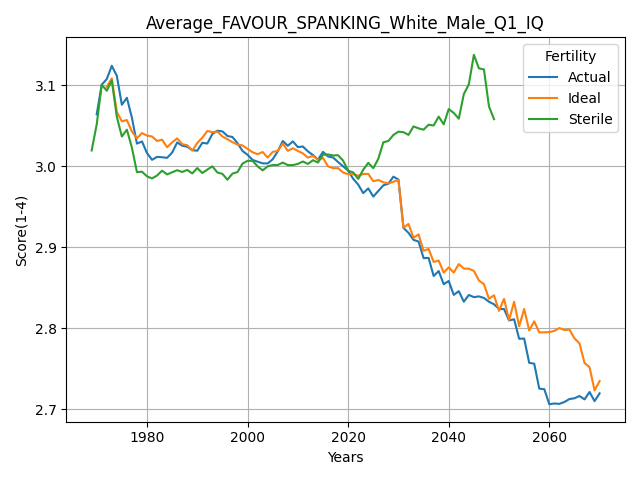 Average_FAVOUR_SPANKING_White_Male_Q1_IQ
Fertility
Actual
Ideal
Sterile
Score(1-4)
3.1
3.0
2.9
2.8
2.7
1980
2000
2020
2040
2060
Years